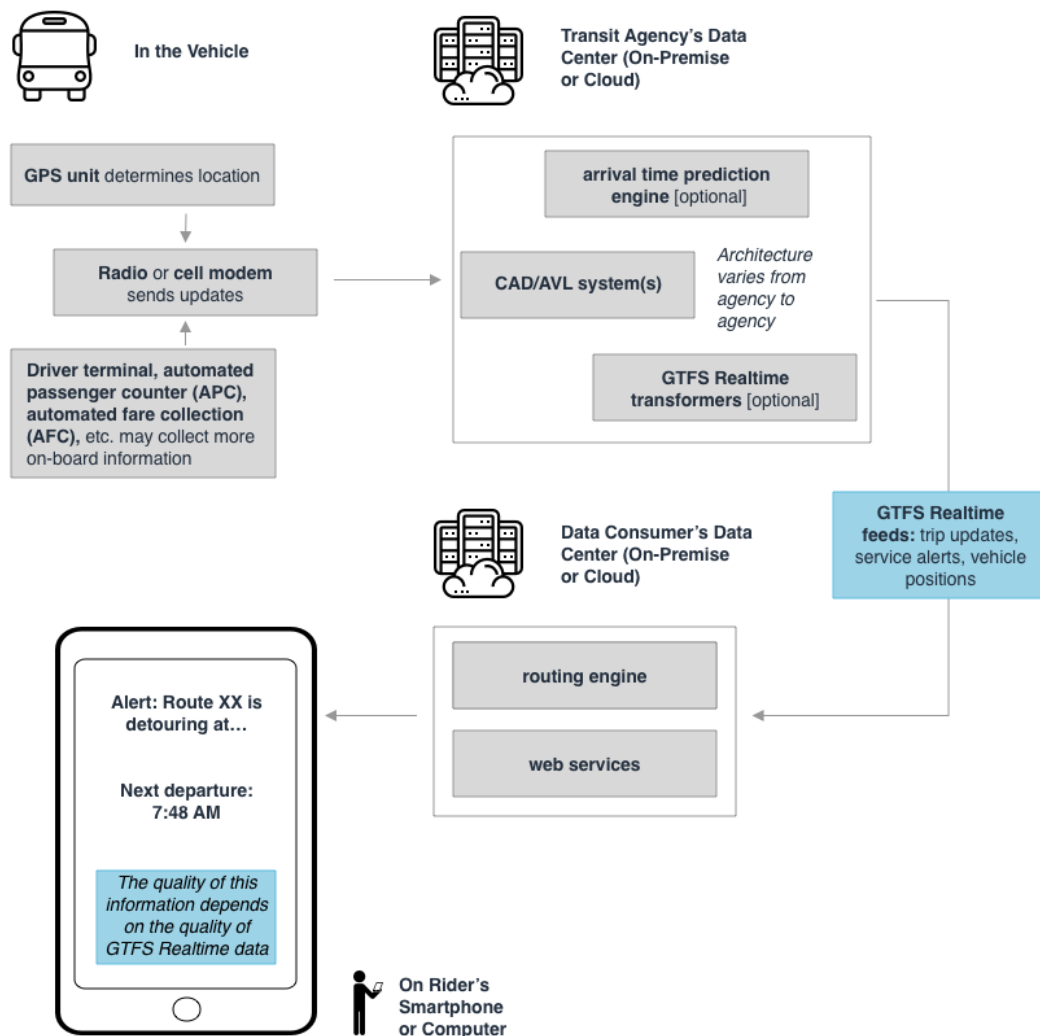 In the Vehicle
Transit Agency’s Data
Center (On-Premise
or Cloud)
GPS unit determines location
Radio or cell modem
sends updates
Driver terminal, automated
passenger counter (APC),
automated fare collection
(AFC), etc. may collect more
on-board information
arrival time prediction
engine [optional]
CAD/AVL system(s)
Architecture
varies from
agency to
agency
GTFS Realtime
transformers [optional]
GTFS Realtime
feeds: trip updates,
service alerts, vehicle
positions
Data Consumer’s Data
Center (On-Premise
or Cloud)
routing engine
web services
Alert: Route XX is
detouring at…
Next departure:
7:48 AM
The quality of this
information depends
on the quality of
GTFS Realtime data
On Rider’s
Smartphone
or Computer